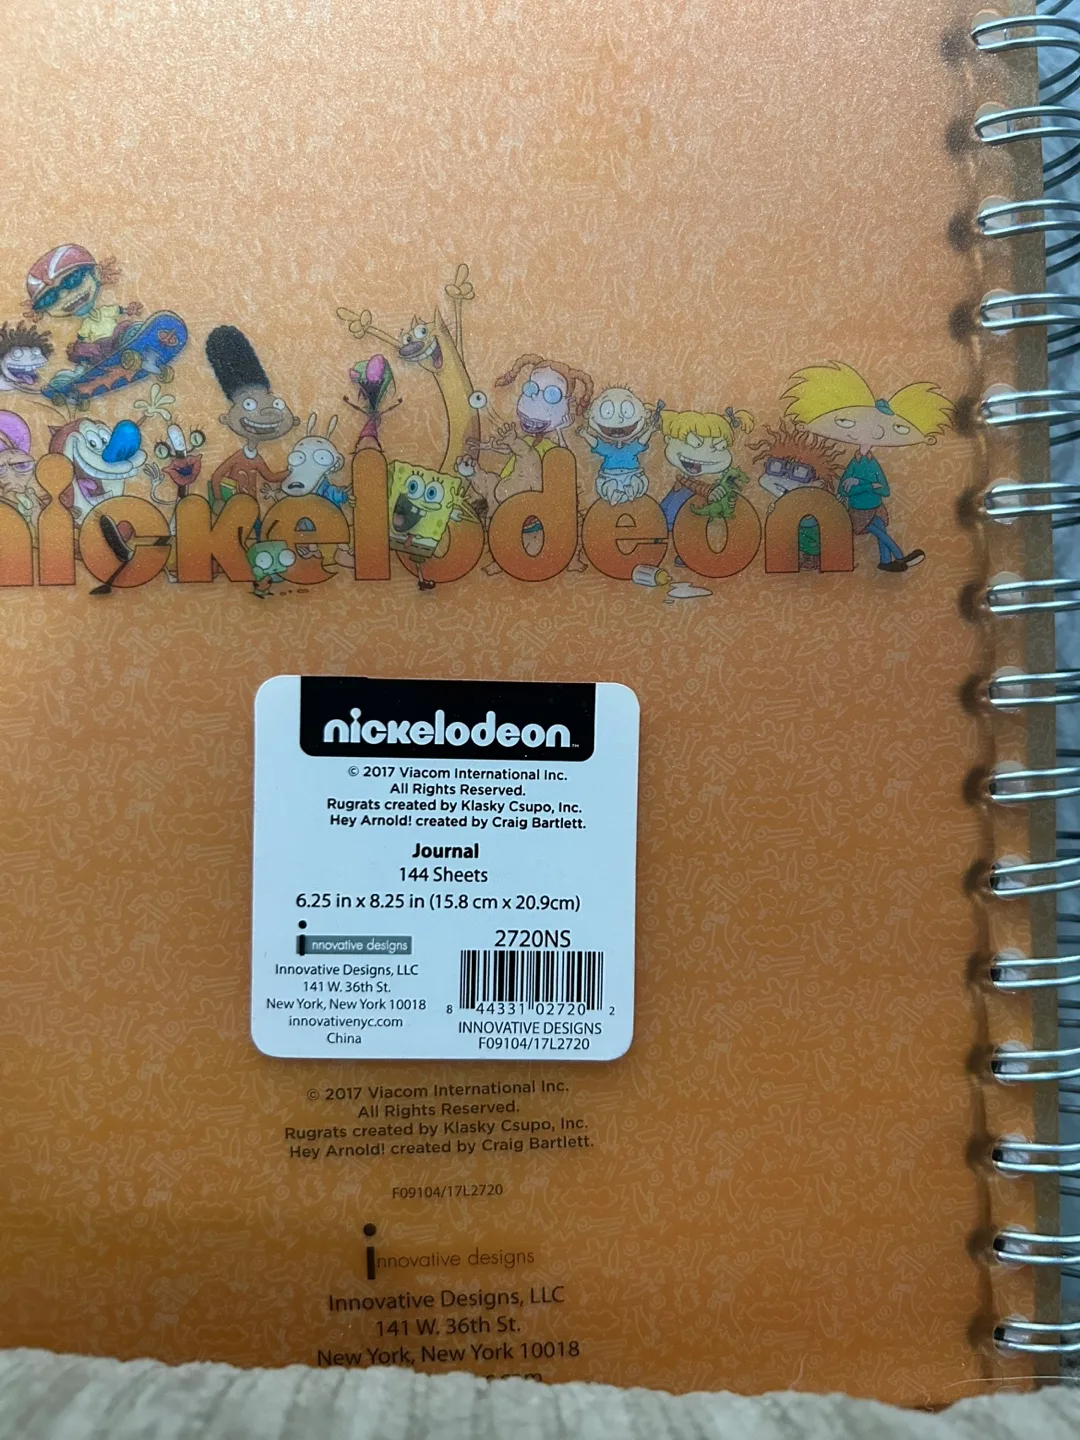 nickelodeon
nickelodeon™
© 2017 Viacom International Inc.
All Rights Reserved.
Rugrats created by Klasky Csupo, Inc.
Hey Arnold! created by Craig Bartlett.
Journal
144 Sheets
6.25 in x 8.25 in (15.8 cm x 20.9cm)
innovative designs
Innovative Designs, LLC
141 W. 36th St.
New York, New York 10018
innovativenyc.com
China
2720NS
8 44331 02720 2
INNOVATIVE DESIGNS
F09104/17L2720
© 2017 Viacom International Inc.
All Rights Reserved.
Rugrats created by Klasky Csupo, Inc.
Hey Arnold! created by Craig Bartlett.
F09104/17L2720
innovative designs
Innovative Designs, LLC
141 W. 36th St.
New York, New York 10018